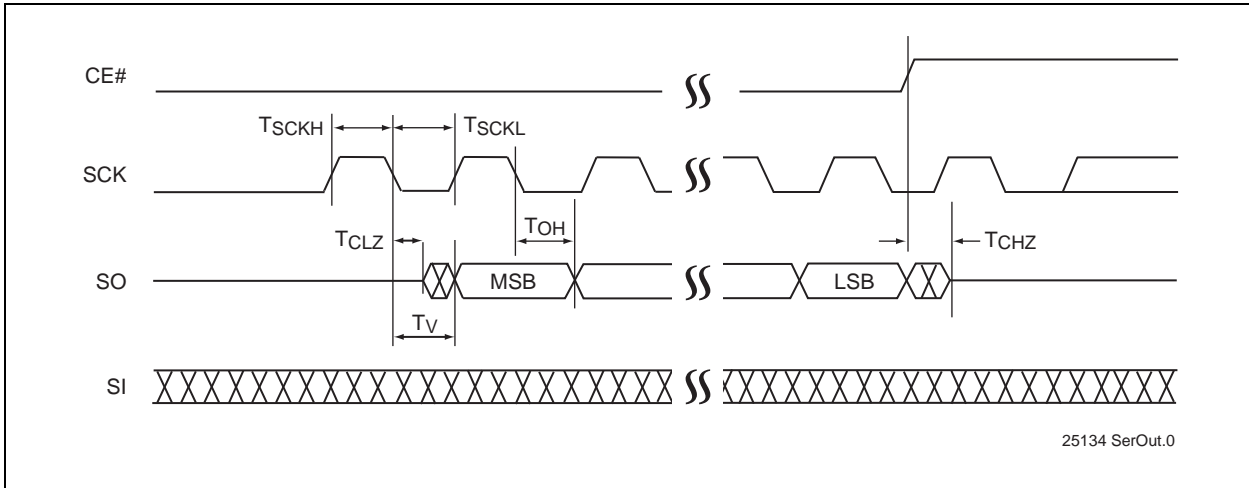 CE#
TSCKH
TSCKL
SCK
TCLZ
TOH
TCHZ
SO
MSB
LSB
TV
SI
25134 SerOut.0